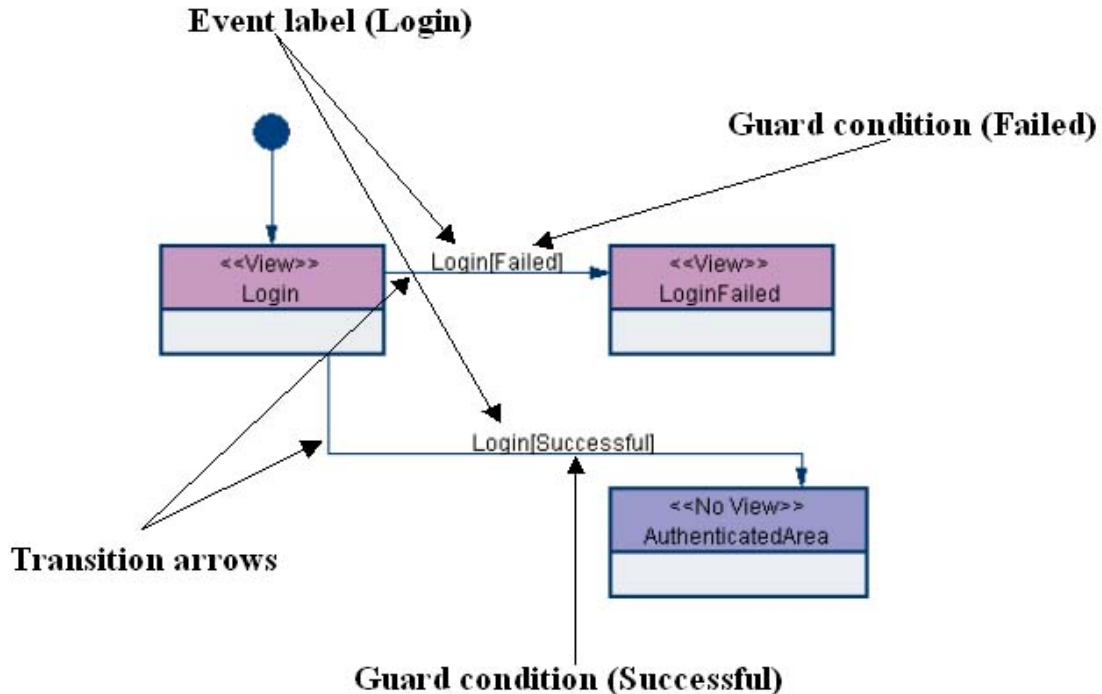 Event label (Login)
Guard condition (Failed)
<<View>>
Login
Login[Failed]
<<View>>
LoginFailed
Login[Successful]
<<No View>>
AuthenticatedArea
Transition arrows
Guard condition (Successful)